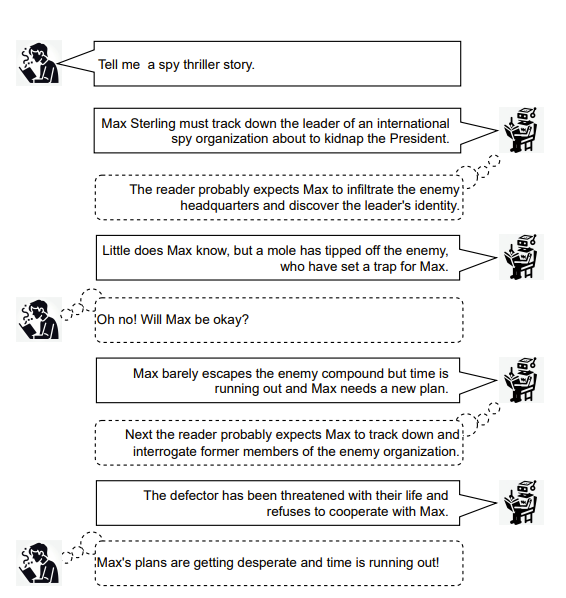 Tell me  a spy thriller story.
Max Sterling must track down the leader of an international
spy organization about to kidnap the President.
The reader probably expects Max to infiltrate the enemy
headquarters and discover the leader's identity.
Little does Max know, but a mole has tipped off the enemy,
who have set a trap for Max.
Oh no! Will Max be okay?
Max barely escapes the enemy compound but time is
running out and Max needs a new plan.
Next the reader probably expects Max to track down and
interrogate former members of the enemy organization.
The defector has been threatened with their life and
refuses to cooperate with Max.
Max's plans are getting desperate and time is running out!